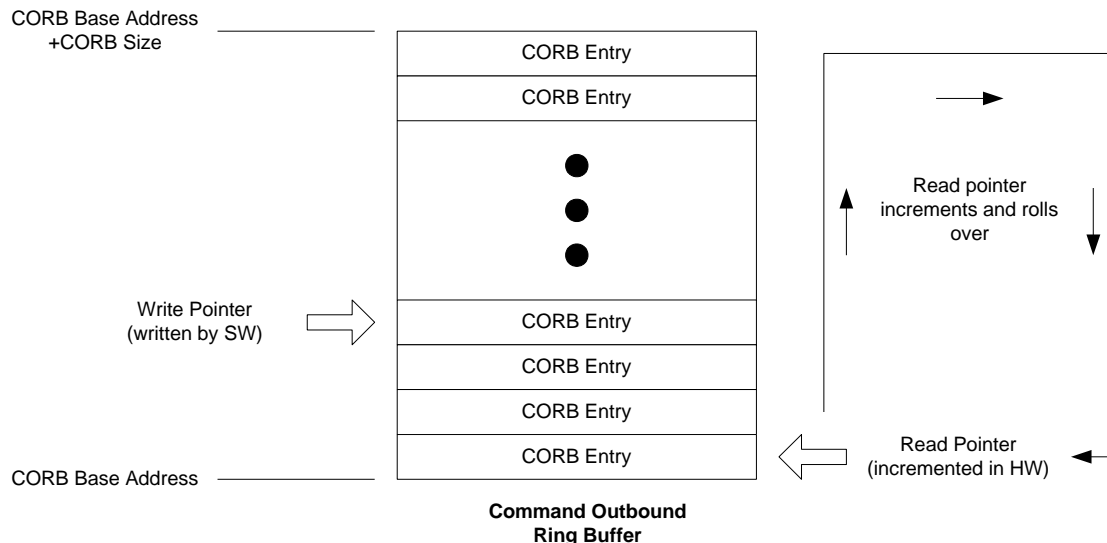 CORB Base Address
+CORB Size
CORB Entry
CORB Entry
Read pointer
increments and rolls
over
Write Pointer
(written by SW)
CORB Entry
CORB Entry
CORB Entry
CORB Entry
Read Pointer
(incremented in HW)
CORB Base Address
Command Outbound
Ring Buffer